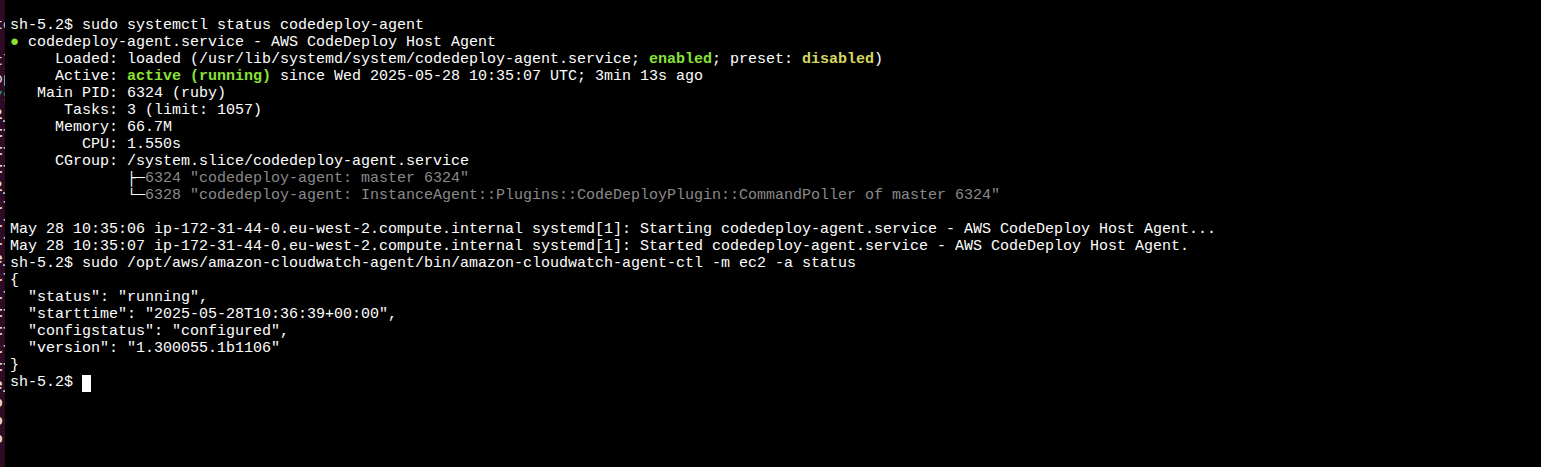 sh-5.2$ sudo systemctl status codedeploy-agent
● codedeploy-agent.service - AWS CodeDeploy Host Agent
     Loaded: loaded (/usr/lib/systemd/system/codedeploy-agent.service; enabled; preset: disabled)
     Active: active (running) since Wed 2025-05-28 10:35:07 UTC; 3min 13s ago
   Main PID: 6324 (ruby)
      Tasks: 3 (limit: 1057)
     Memory: 66.7M
        CPU: 1.550s
     CGroup: /system.slice/codedeploy-agent.service
             ├─6324 "codedeploy-agent: master 6324"
             └─6328 "codedeploy-agent: InstanceAgent::Plugins::CodeDeployPlugin::CommandPoller of master 6324"
May 28 10:35:06 ip-172-31-44-0.eu-west-2.compute.internal systemd[1]: Starting codedeploy-agent.service - AWS CodeDeploy Host Agent...
May 28 10:35:07 ip-172-31-44-0.eu-west-2.compute.internal systemd[1]: Started codedeploy-agent.service - AWS CodeDeploy Host Agent.
sh-5.2$ sudo /opt/aws/amazon-cloudwatch-agent/bin/amazon-cloudwatch-agent-ctl -m ec2 -a status
{
  "status": "running",
  "starttime": "2025-05-28T10:36:39+00:00",
  "configstatus": "configured",
  "version": "1.300055.1b1106"
}
sh-5.2$